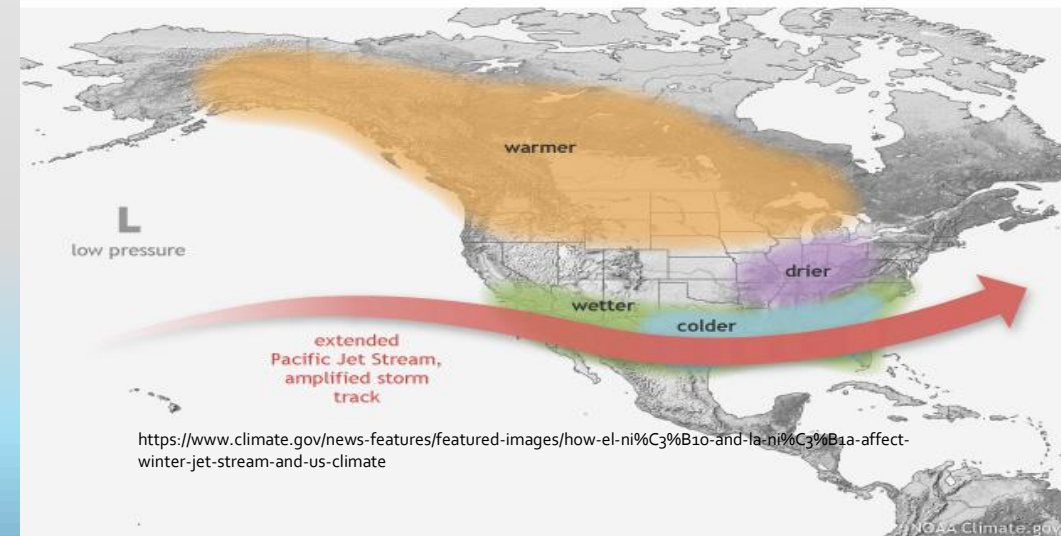 warmer
L
low pressure
drier
wetter
colder
extended
Pacific Jet Stream,
amplified storm
track
https://www.climate.gov/news-features/featured-images/how-el-ni%C3%B1o-and-la-ni%C3%B1a-affect-
winter-jet-stream-and-us-climate
NOAA Climate.gov